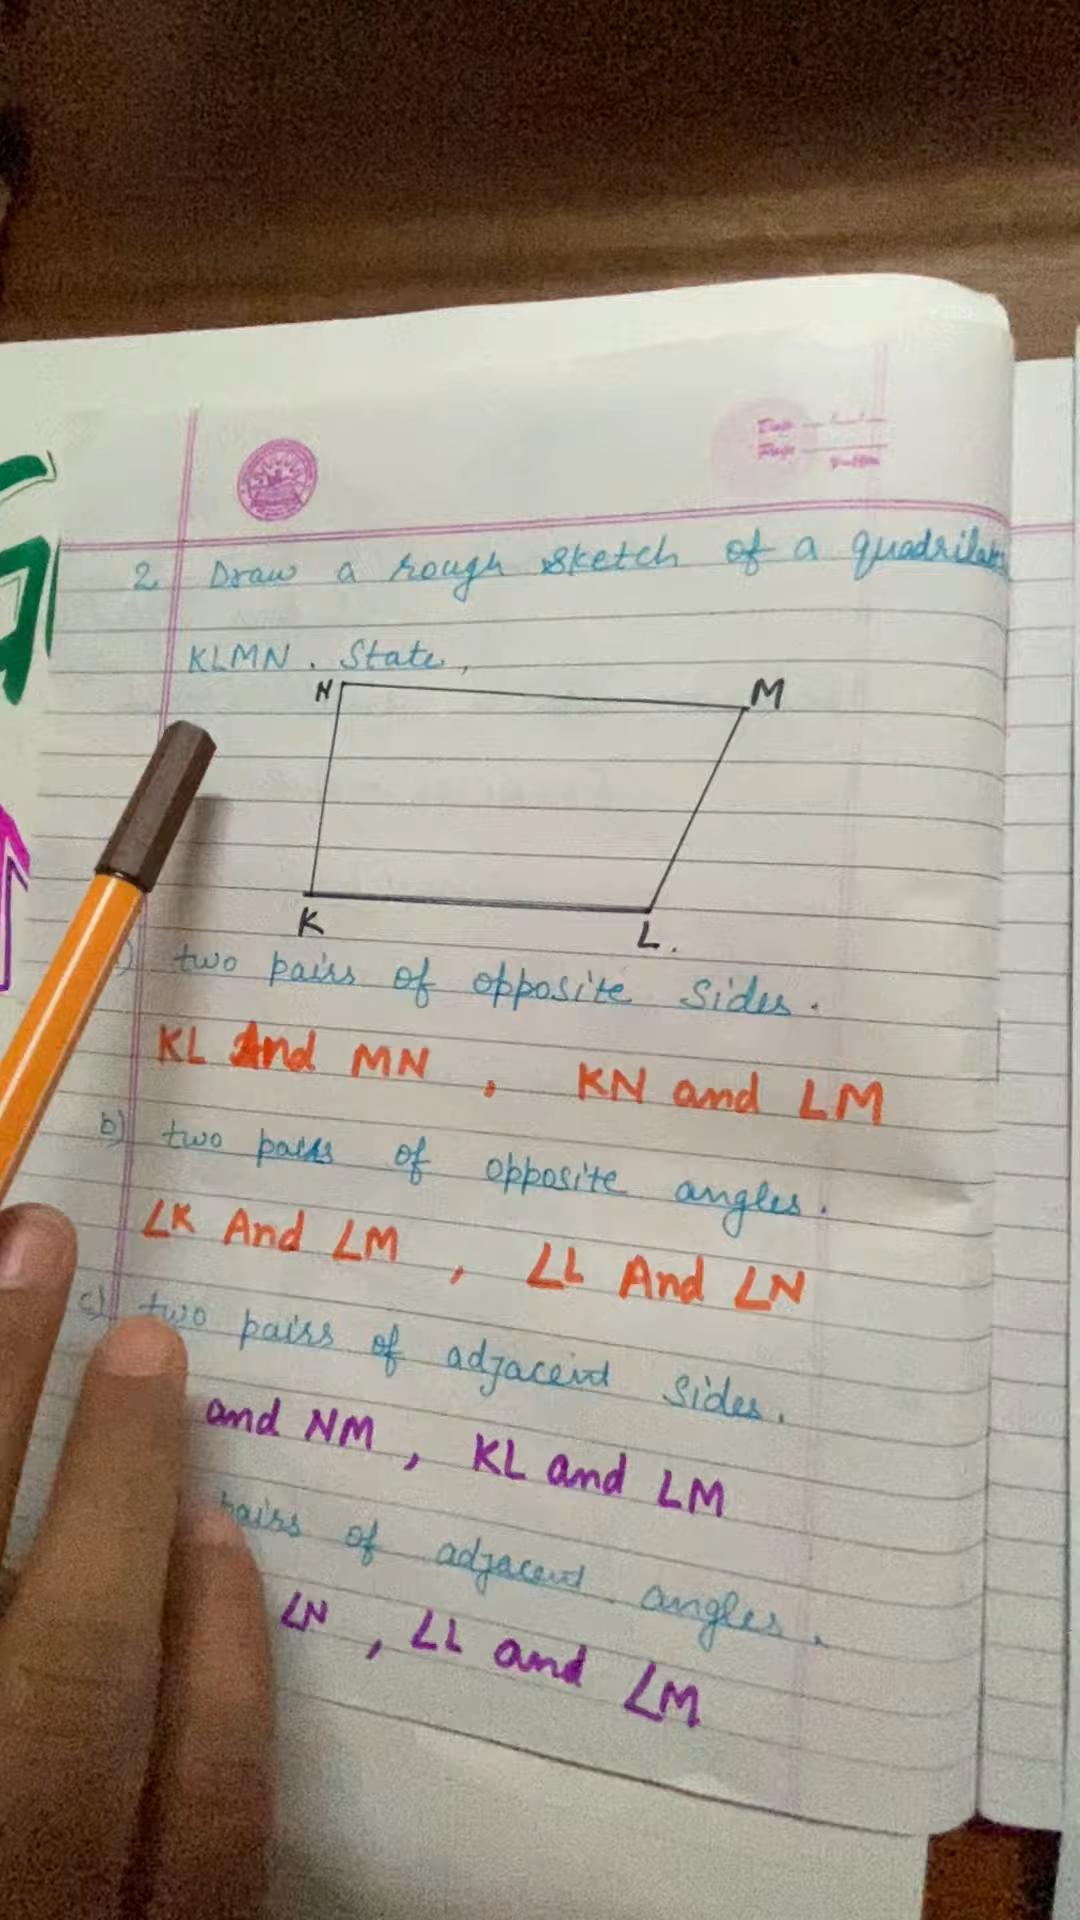 Date
Page
2 Draw a rough sketch of a
KLMN. State,
N
M
K
L.
) two pairs of opposite sides.
KL And MN , KN and LM
b) two pairs of opposite angles.
∠K And ∠M , ∠L And ∠N
c) two pairs of adjacent sides.
and NM , KL and LM
pairs of adjacent angles.
∠N , ∠L and ∠M